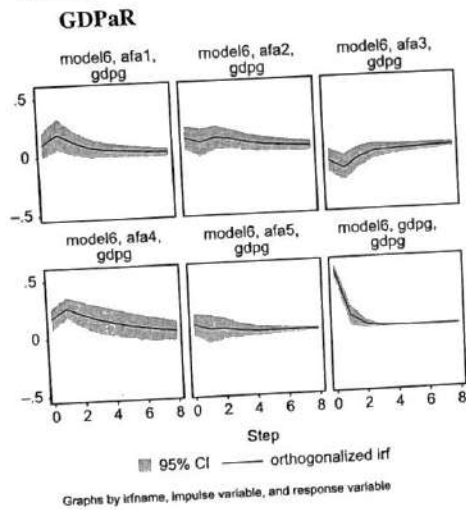 GDPaR
model6, afa1,
gdpg
model6, afa2,
gdpg
model6, afa3,
gdpg
.5
0
-.5
model6, afa4,
gdpg
model6, afa5,
gdpg
model6, gdpg,
gdpg
.5
0
-.5
0 2 4 6 8
0 2 4 6 8
0 2 4 6 8
Step
95% CI
orthogonalized irf
Graphs by irfname, impulse variable, and response variable